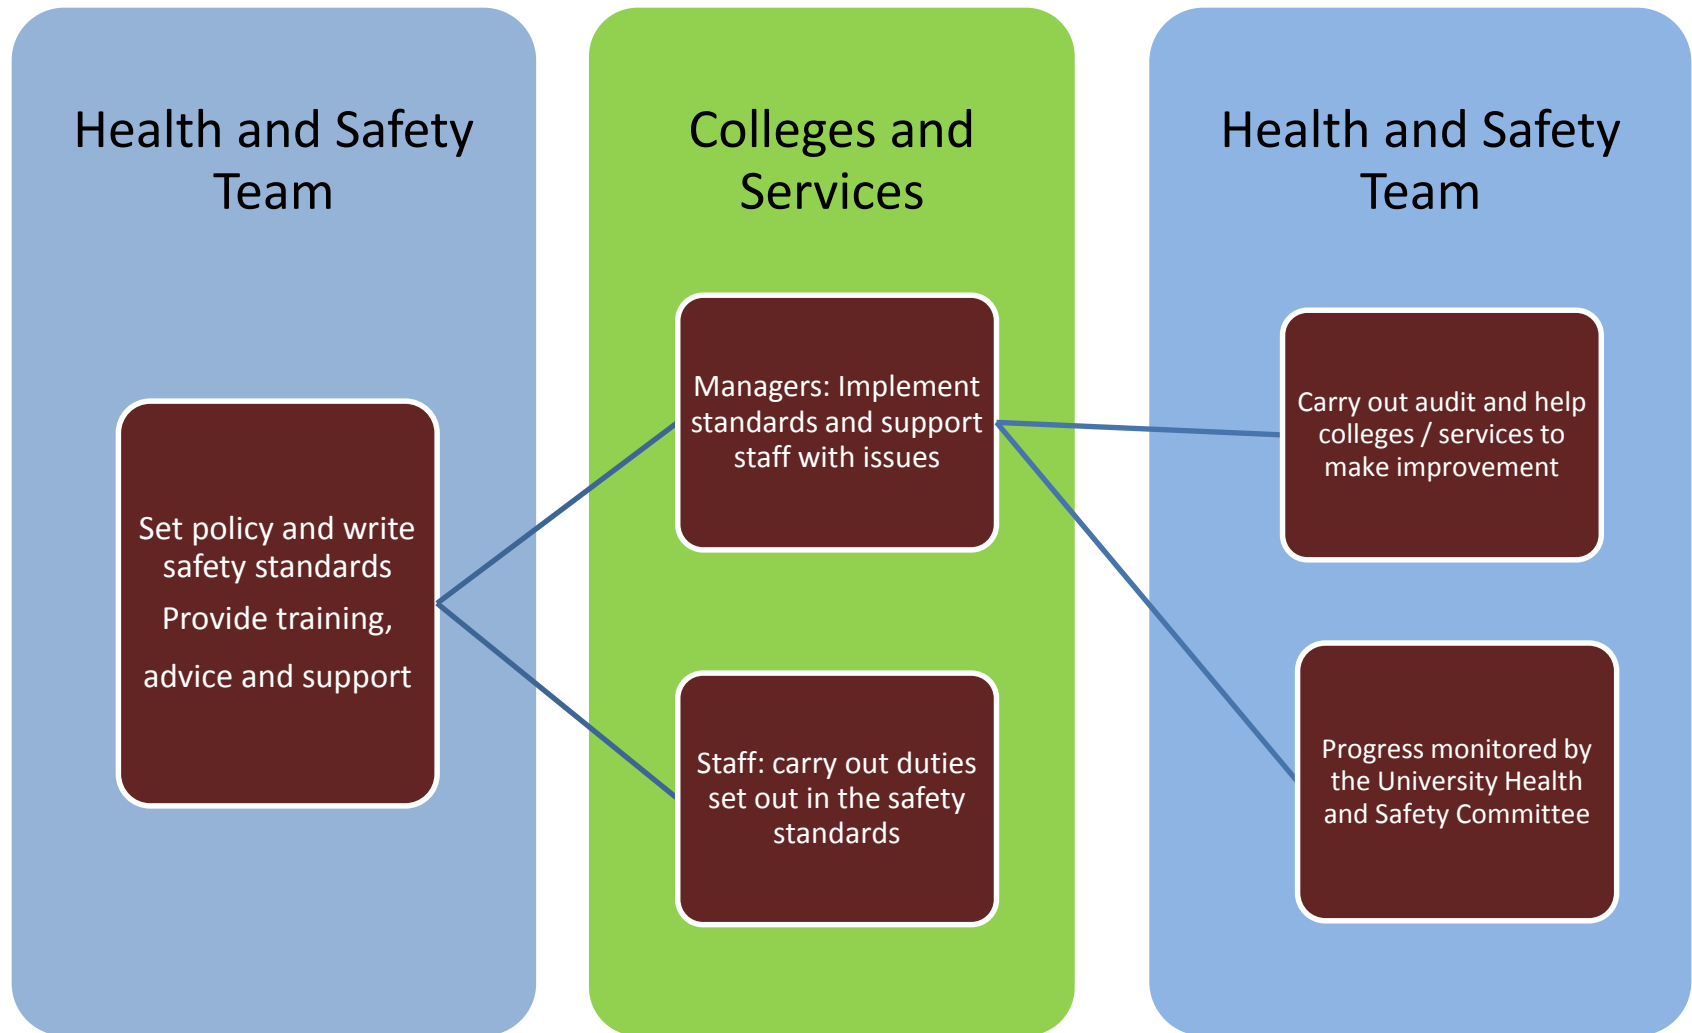 Health and Safety
Team
Set policy and write
safety standards
Provide training,
advice and support
Colleges and
Services
Managers: Implement
standards and support
staff with issues
Staff: carry out duties
set out in the safety
standards
Health and Safety
Team
Carry out audit and help
colleges / services to
make improvement
Progress monitored by
the University Health
and Safety Committee